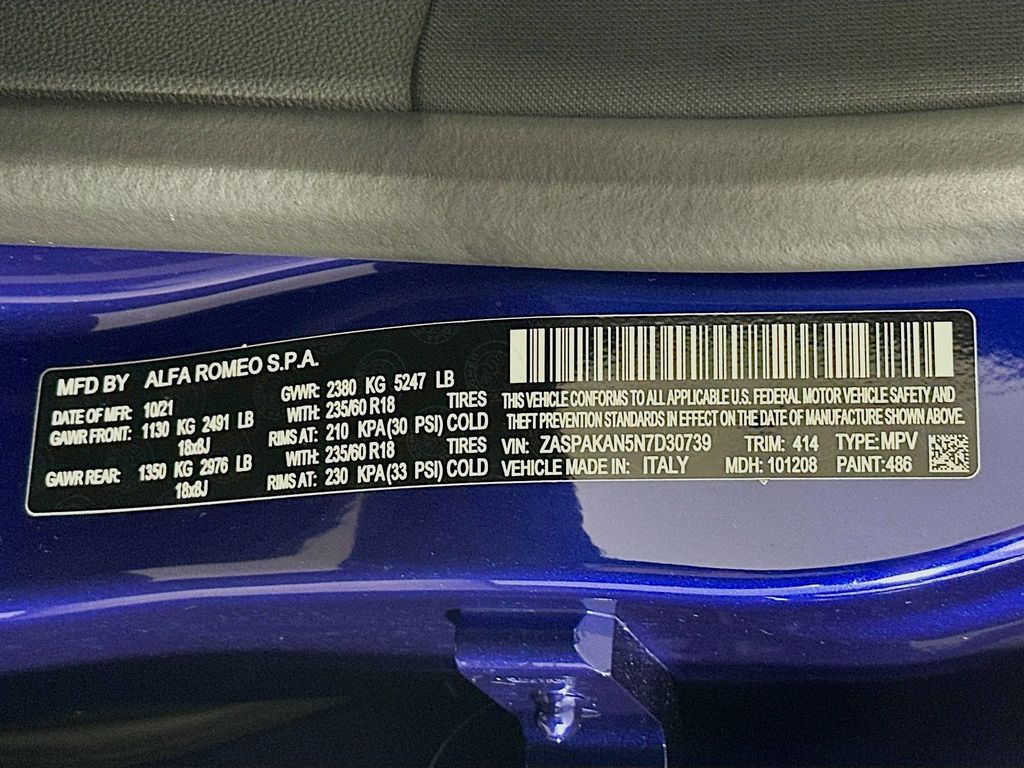 MFD BY ALFA ROMEO S.P.A.
DATE OF MFR: 10/21 GVWR: 2380 KG 5247 LB
GAWR FRONT: 1130 KG 2491 LB WITH: 235/60 R18 TIRES
18x8J RIMS AT: 210 KPA(30 PSI) COLD
GAWR REAR: 1350 KG 2976 LB WITH: 235/60 R18 TIRES
18x8J RIMS AT: 230 KPA(33 PSI) COLD
THIS VEHICLE CONFORMS TO ALL APPLICABLE U.S. FEDERAL MOTOR VEHICLE SAFETY AND
THEFT PREVENTION STANDARDS IN EFFECT ON THE DATE OF MANUFACTURE SHOWN ABOVE.
VIN: ZASPAKAN5N7D30739 TRIM: 414 TYPE:MPV
VEHICLE MADE IN: ITALY MDH: 101208 PAINT:486